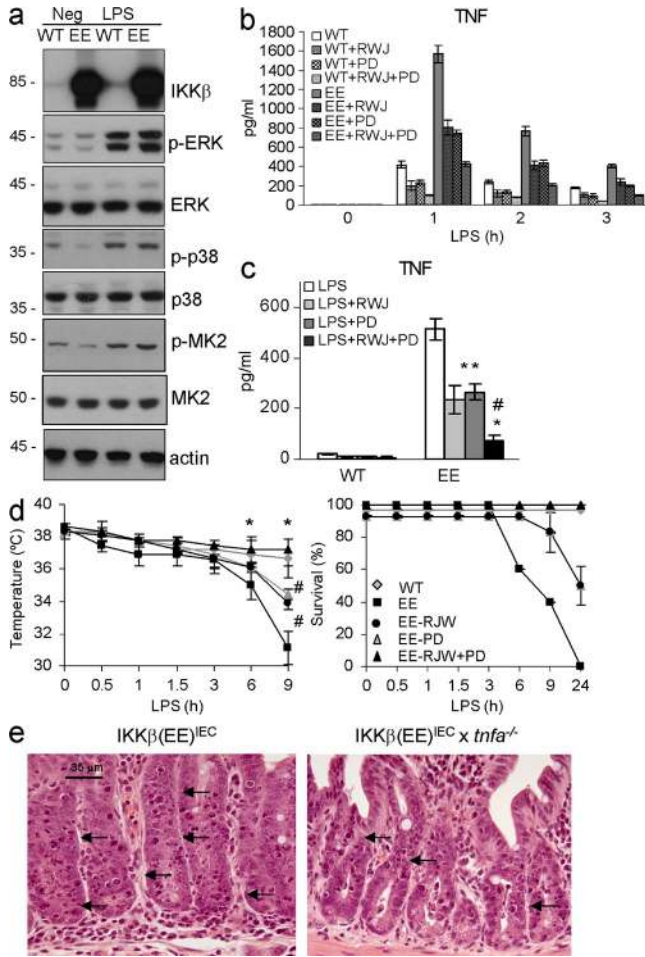 a
Neg LPS
WT EE WT EE
85 - IKKβ
45 - p-ERK
45 - ERK
35 - p-p38
35 - p38
50 - p-MK2
50 - MK2
45 - actin
b
TNF
pg/ml
1800
1600
1400
1200
1000
800
600
400
200
0
WT
WT+RWJ
WT+PD
WT+RWJ+PD
EE
EE+RWJ
EE+PD
EE+RWJ+PD
0 1 2 3
LPS (h)
c
TNF
pg/ml
600
400
200
0
LPS
LPS+RWJ
LPS+PD
LPS+RWJ+PD
* *
#
*
WT EE
d
Temperature (ºC)
40
38
36
34
32
30
* *
#
#
0 0.5 1 1.5 3 6 9
LPS (h)
Survival (%)
100
80
60
40
20
0
WT
EE
EE-RJW
EE-PD
EE-RJW+PD
0 0.5 1 1.5 3 6 9 24
LPS (h)
e
IKKβ(EE)IEC IKKβ(EE)IEC x tnfa-/-
35 µm